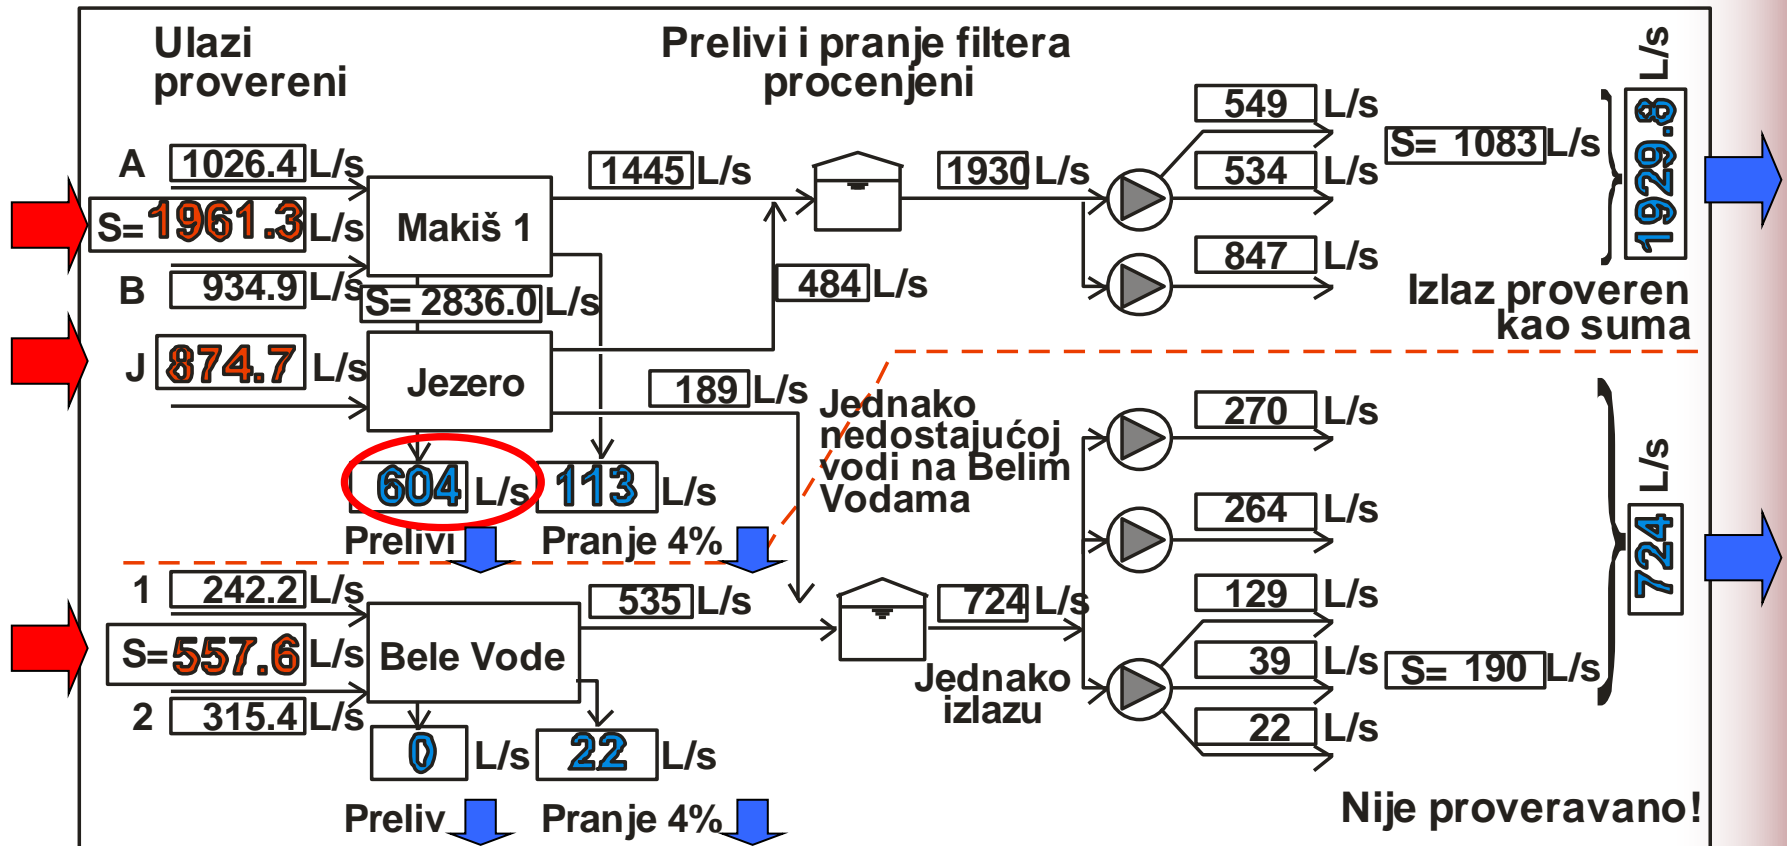 Ulazi
provereni
Prelivi i pranje filtera
procenjeni
549 L/s
A 1026.4 L/s
1445 L/s
1930 L/s
534 L/s
S= 1083 L/s
1929.8 L/s
S= 1961.3 L/s
Makiš 1
B 934.9 L/s
S= 2836.0 L/s
484 L/s
847 L/s
Izlaz proveren
kao suma
J 874.7 L/s
Jezero
189 L/s
Jednako
nedostajućoj
vodi na Belim
Vodama
270 L/s
604 L/s
113 L/s
264 L/s
724 L/s
Prelivi
Pranje 4%
1 242.2 L/s
535 L/s
724 L/s
129 L/s
S= 557.6 L/s
Bele Vode
39 L/s
S= 190 L/s
2 315.4 L/s
Jednako
izlazu
22 L/s
0 L/s
22 L/s
Preliv
Pranje 4%
Nije proveravano!